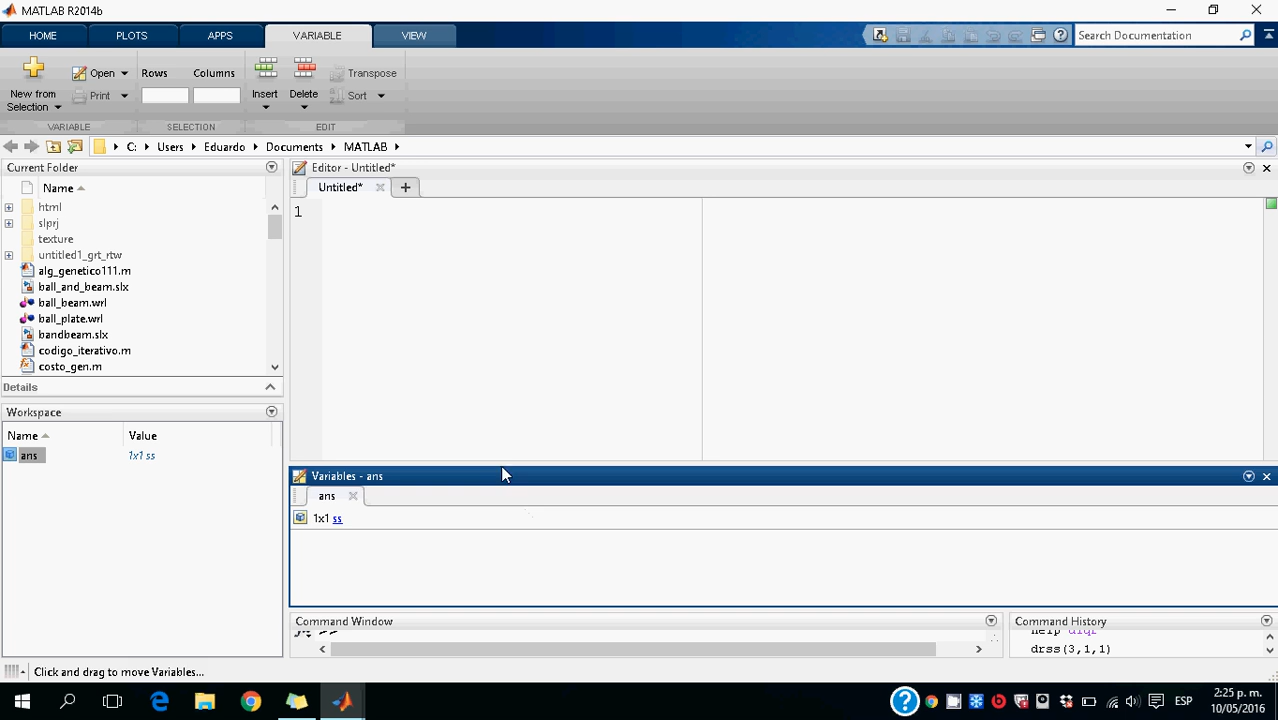 MATLAB R2014b
HOME PLOTS APPS VARIABLE VIEW
Search Documentation
New from Selection
Open
Print
Rows Columns
Insert
Delete
Transpose
Sort
VARIABLE SELECTION EDIT
C: Users Eduardo Documents MATLAB
Current Folder
Name
html
slprj
texture
untitled1_grt_rtw
alg_genetico111.m
ball_and_beam.slx
ball_beam.wrl
ball_plate.wrl
bandbeam.slx
codigo_iterativo.m
costo_gen.m
Details
Workspace
Name Value
ans 1x1 ss
Editor - Untitled*
Untitled*
1
Variables - ans
ans
1x1 ss
Command Window
fx >>
Command History
help dlqr
drss(3,1,1)
Click and drag to move Variables...
ESP
2:25 p. m.
10/05/2016